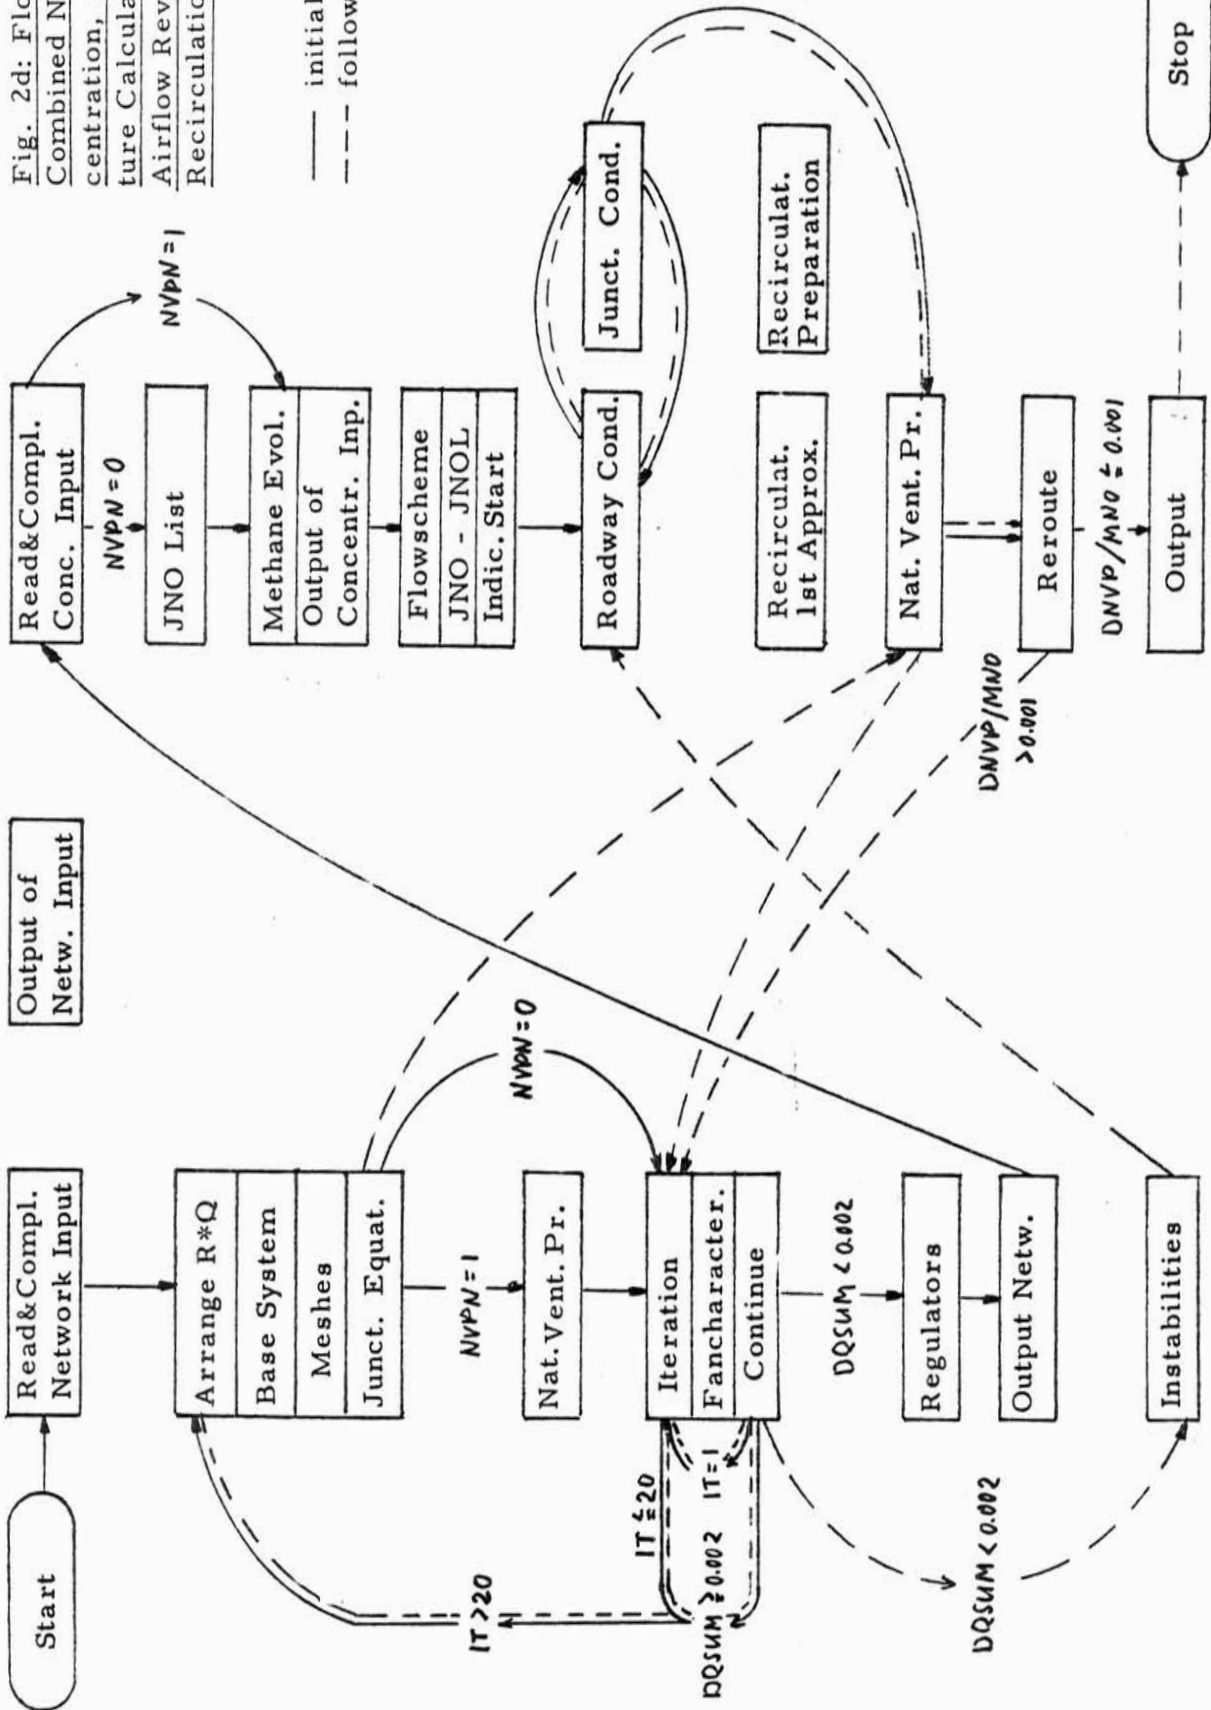 Fig. 2d: Flo
Combined N
centration,
ture Calcula
Airflow Rev
Recirculatio
initial
follow
Start
Read&Compl.
Network Input
Output of
Netw. Input
Read&Compl.
Conc. Input
NVPN=1
NVPN=0
JNO List
Arrange R*Q
Base System
Meshes
Junct. Equat.
Methane Evol.
Output of
Concentr. Inp.
Flowscheme
JNO - JNOL
Indic. Start
IT >20
NVPN=1
NVPN=0
Nat. Vent. Pr.
Roadway Cond.
Junct. Cond.
IT ≦ 20
Iteration
Fancharacter.
Continue
IT=1
DQSUM ≧ 0.002
Recirculat.
1st Approx.
Recirculat.
Preparation
DQSUM < 0.002
Nat. Vent. Pr.
Regulators
Output Netw.
DQSUM < 0.002
DNVP/MNO
>0.001
Reroute
DNVP/MNO ≦ 0.001
Instabilities
Output
Stop